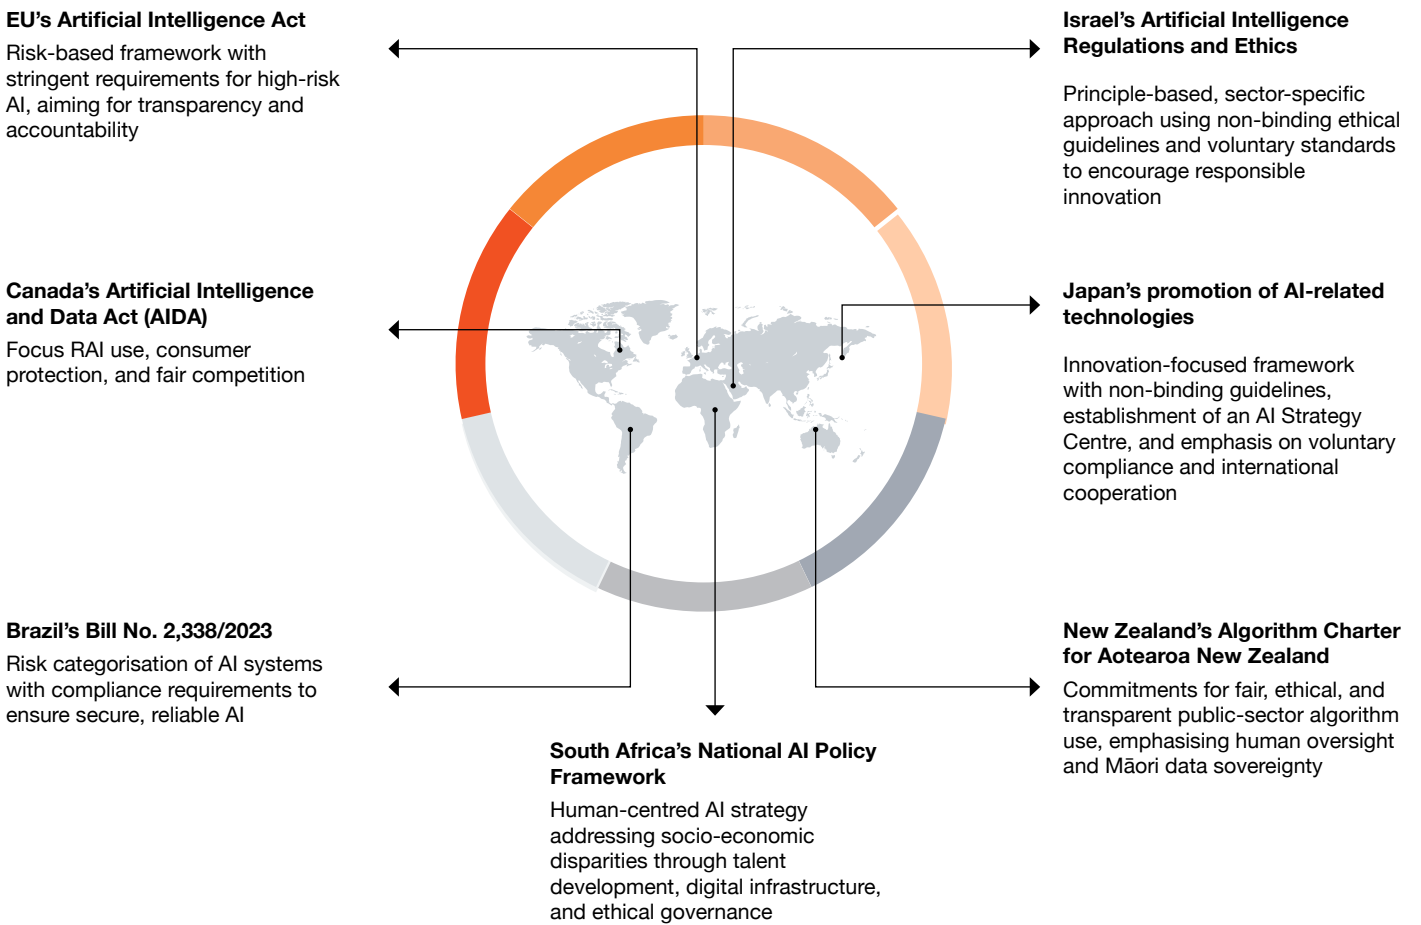 EU's Artificial Intelligence Act
Risk-based framework with
stringent requirements for high-risk
AI, aiming for transparency and
accountability
Israel's Artificial Intelligence
Regulations and Ethics
Principle-based, sector-specific
approach using non-binding ethical
guidelines and voluntary standards
to encourage responsible
innovation
Canada's Artificial Intelligence
and Data Act (AIDA)
Focus RAI use, consumer
protection, and fair competition
Japan's promotion of AI-related
technologies
Innovation-focused framework
with non-binding guidelines,
establishment of an AI Strategy
Centre, and emphasis on voluntary
compliance and international
cooperation
Brazil's Bill No. 2,338/2023
Risk categorisation of AI systems
with compliance requirements to
ensure secure, reliable AI
New Zealand's Algorithm Charter
for Aotearoa New Zealand
Commitments for fair, ethical, and
transparent public-sector algorithm
use, emphasising human oversight
and Māori data sovereignty
South Africa's National AI Policy
Framework
Human-centred AI strategy
addressing socio-economic
disparities through talent
development, digital infrastructure,
and ethical governance